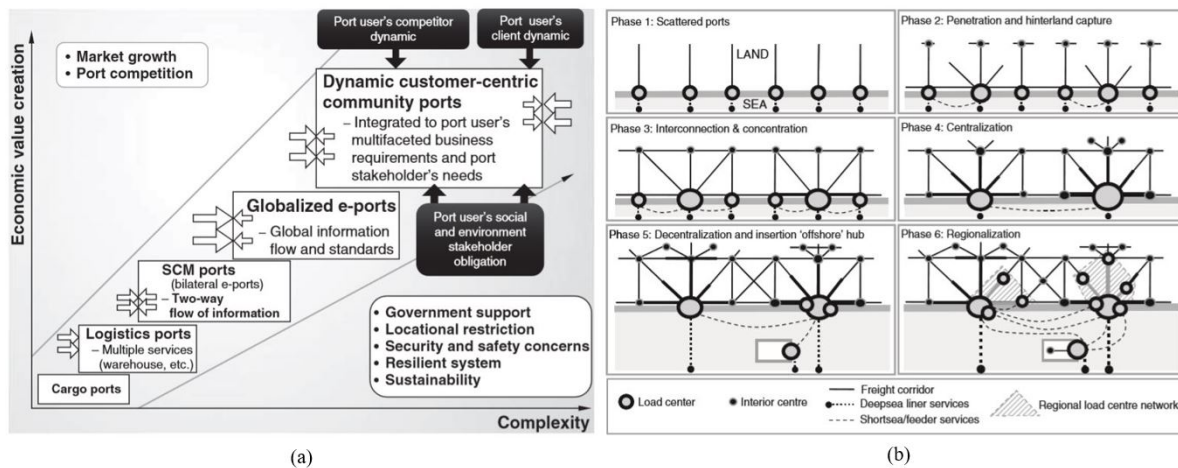 Economic value creation
• Market growth
• Port competition
Port user's competitor
dynamic
Port user's
client dynamic
Dynamic customer-centric
community ports
– Integrated to port user's
multifaceted business
requirements and port
stakeholder's needs
Globalized e-ports
– Global information
flow and standards
Port user's social
and environment
stakeholder
obligation
SCM ports
(bilateral e-ports)
– Two-way
flow of information
Logistics ports
– Multiple services
(warehouse, etc.)
Cargo ports
• Government support
• Locational restriction
• Security and safety concerns
• Resilient system
• Sustainability
Complexity
(a)
Phase 1: Scattered ports
LAND
SEA
Phase 2: Penetration and hinterland capture
Phase 3: Interconnection & concentration
Phase 4: Centralization
Phase 5: Decentralization and insertion 'offshore' hub
Phase 6: Regionalization
Load center
Interior centre
Freight corridor
Deepsea liner services
Shortsea/feeder services
Regional load centre network
(b)